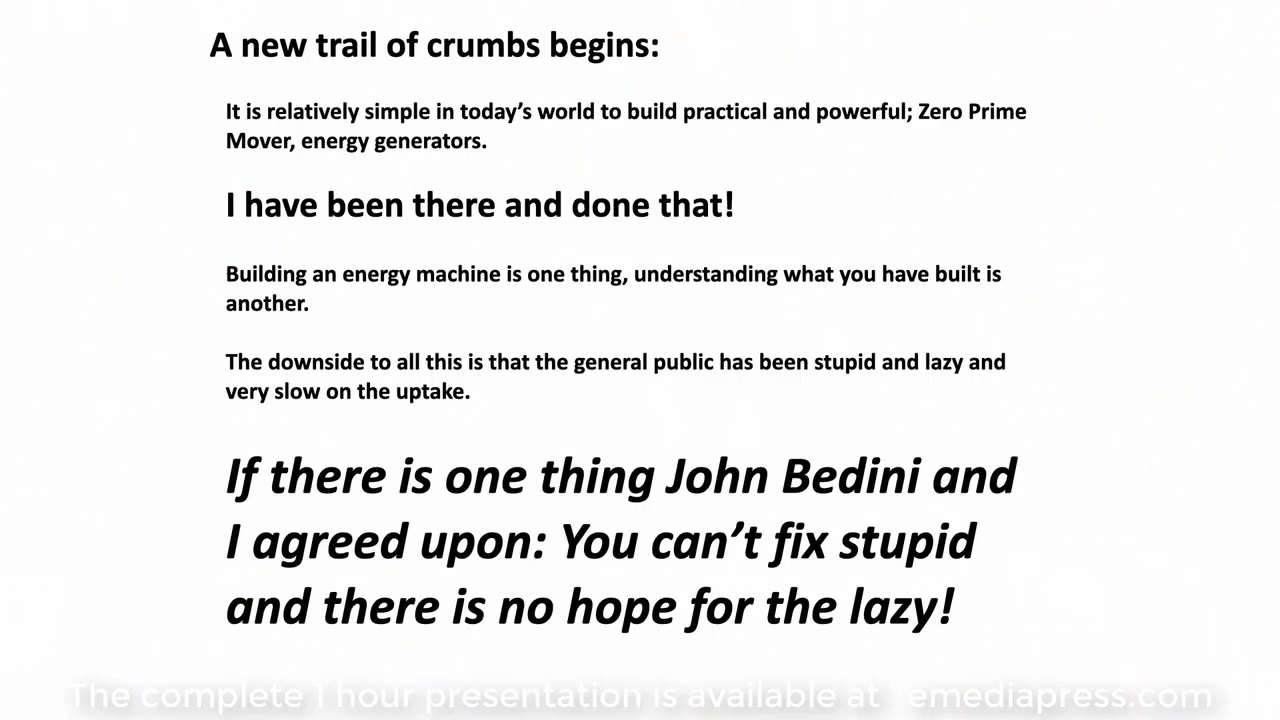 A new trail of crumbs begins:
It is relatively simple in today’s world to build practical and powerful; Zero Prime
Mover, energy generators.
I have been there and done that!
Building an energy machine is one thing, understanding what you have built is
another.
The downside to all this is that the general public has been stupid and lazy and
very slow on the uptake.
If there is one thing John Bedini and
I agreed upon: You can’t fix stupid
and there is no hope for the lazy!
The complete 1 hour presentation is available at emediapress.com